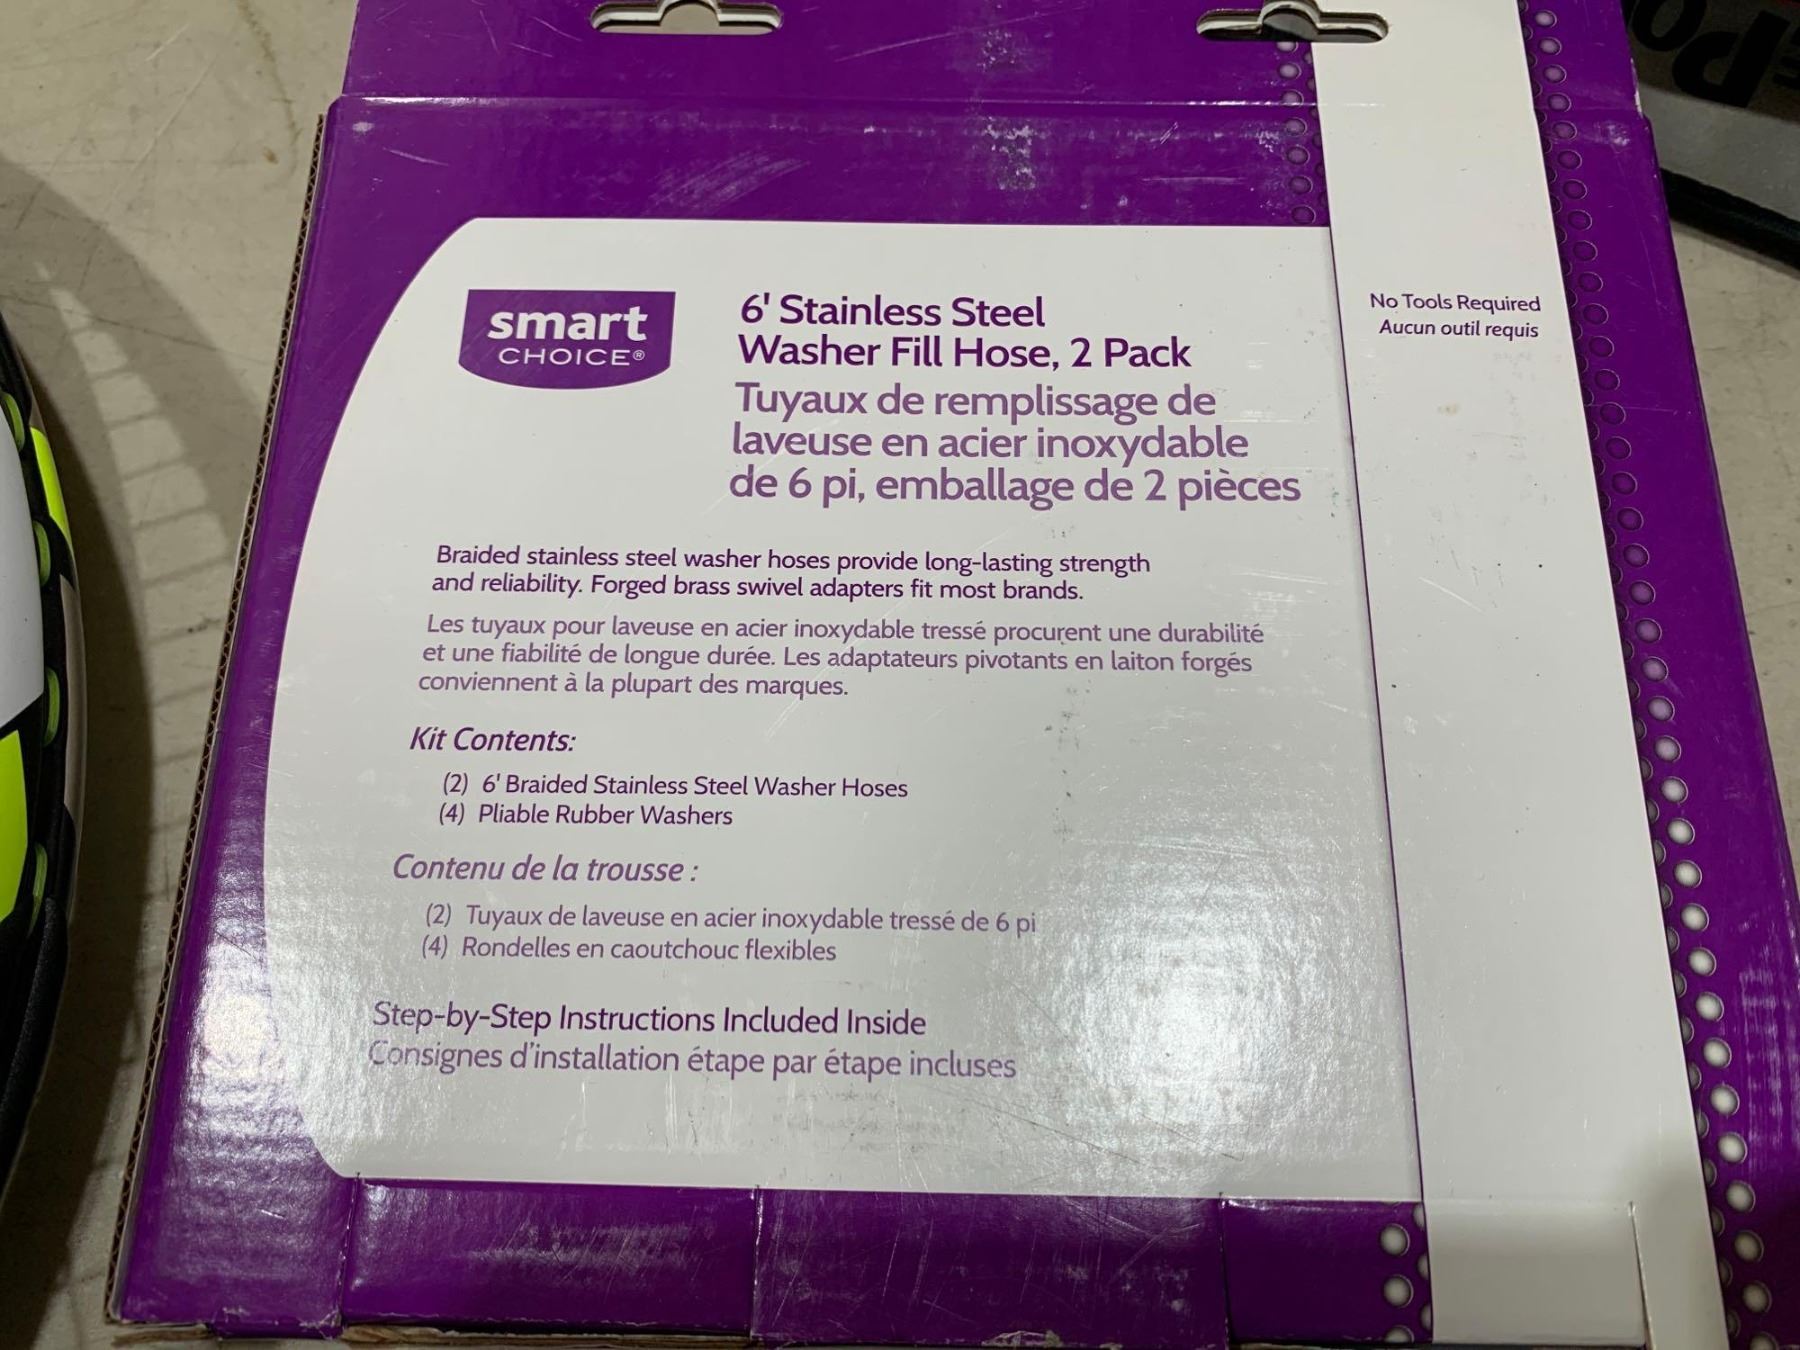 smart
CHOICE®
6' Stainless Steel
Washer Fill Hose, 2 Pack
Tuyaux de remplissage de
laveuse en acier inoxydable
de 6 pi, emballage de 2 pièces
No Tools Required
Aucun outil requis
Braided stainless steel washer hoses provide long-lasting strength
and reliability. Forged brass swivel adapters fit most brands.
Les tuyaux pour laveuse en acier inoxydable tressé procurent une durabilité
et une fiabilité de longue durée. Les adaptateurs pivotants en laiton forgés
conviennent à la plupart des marques.
Kit Contents:
(2) 6' Braided Stainless Steel Washer Hoses
(4) Pliable Rubber Washers
Contenu de la trousse :
(2) Tuyaux de laveuse en acier inoxydable tressé de 6 pi
(4) Rondelles en caoutchouc flexibles
Step-by-Step Instructions Included Inside
Consignes d'installation étape par étape incluses